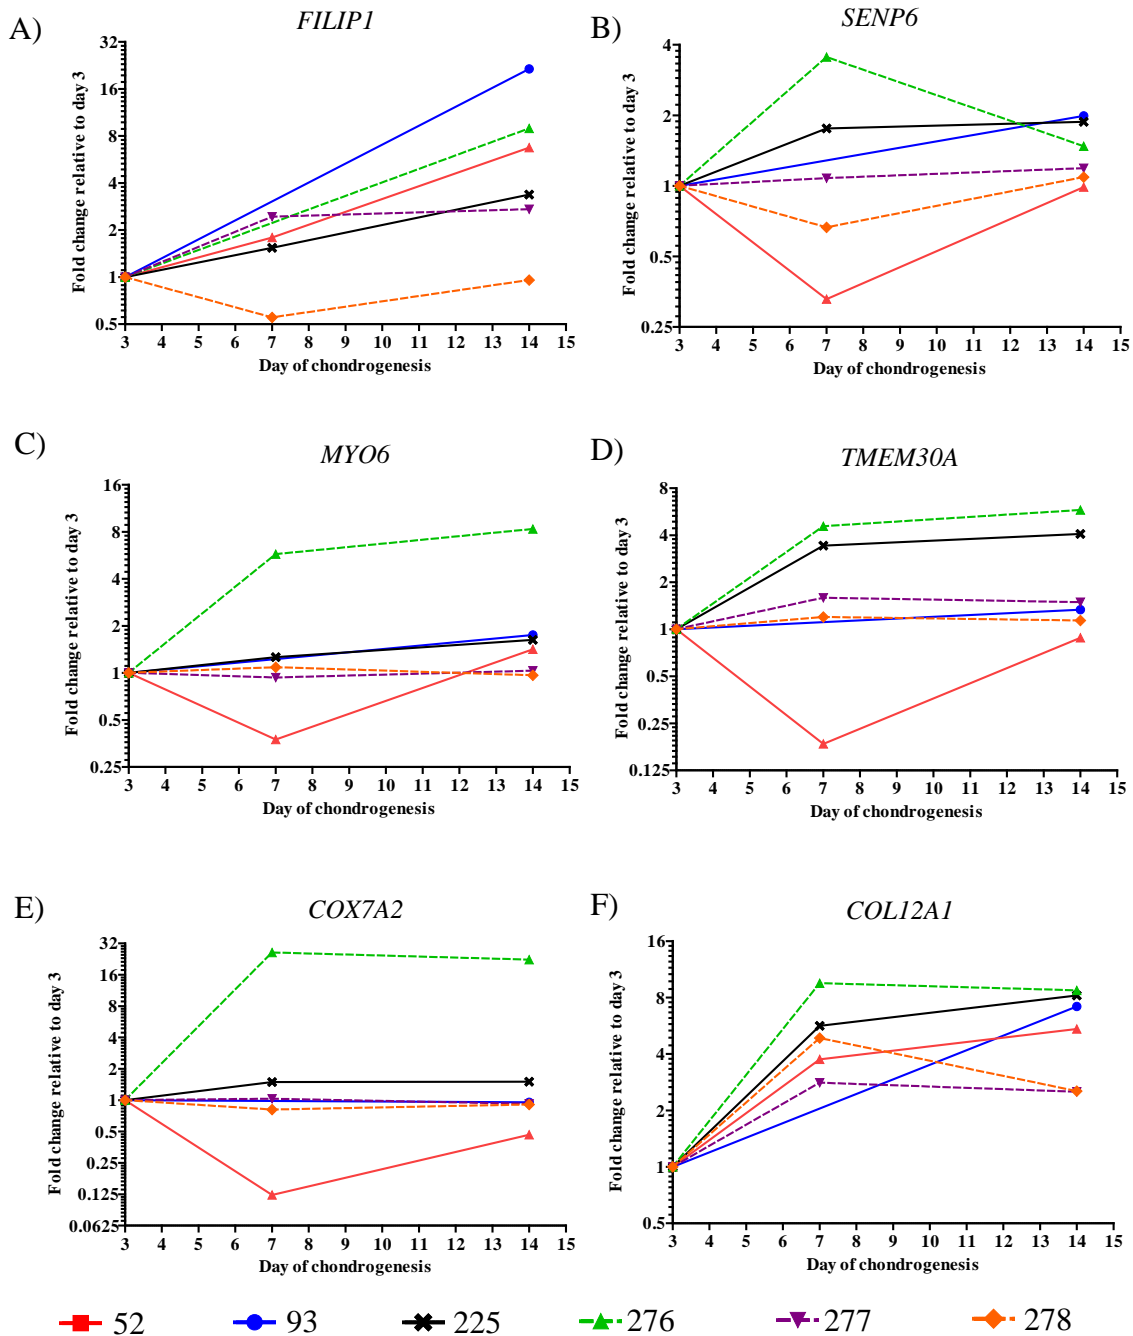 A)
FILIP1
Fold change relative to day 3
32
16
8
4
2
1
0.5
3 4 5 6 7 8 9 10 11 12 13 14 15
Day of chondrogenesis
B)
SENP6
Fold change relative to day 3
4
2
1
0.5
0.25
3 4 5 6 7 8 9 10 11 12 13 14 15
Day of chondrogenesis
C)
MYO6
Fold change relative to day 3
16
8
4
2
1
0.5
0.25
3 4 5 6 7 8 9 10 11 12 13 14 15
Day of chondrogenesis
D)
TMEM30A
Fold change relative to day 3
8
4
2
1
0.5
0.25
0.125
3 4 5 6 7 8 9 10 11 12 13 14 15
Day of chondrogenesis
E)
COX7A2
Fold change relative to day 3
32
16
8
4
2
1
0.5
0.25
0.125
0.0625
3 4 5 6 7 8 9 10 11 12 13 14 15
Day of chondrogenesis
F)
COL12A1
Fold change relative to day 3
16
8
4
2
1
0.5
3 4 5 6 7 8 9 10 11 12 13 14 15
Day of chondrogenesis
52 93 225 276 277 278